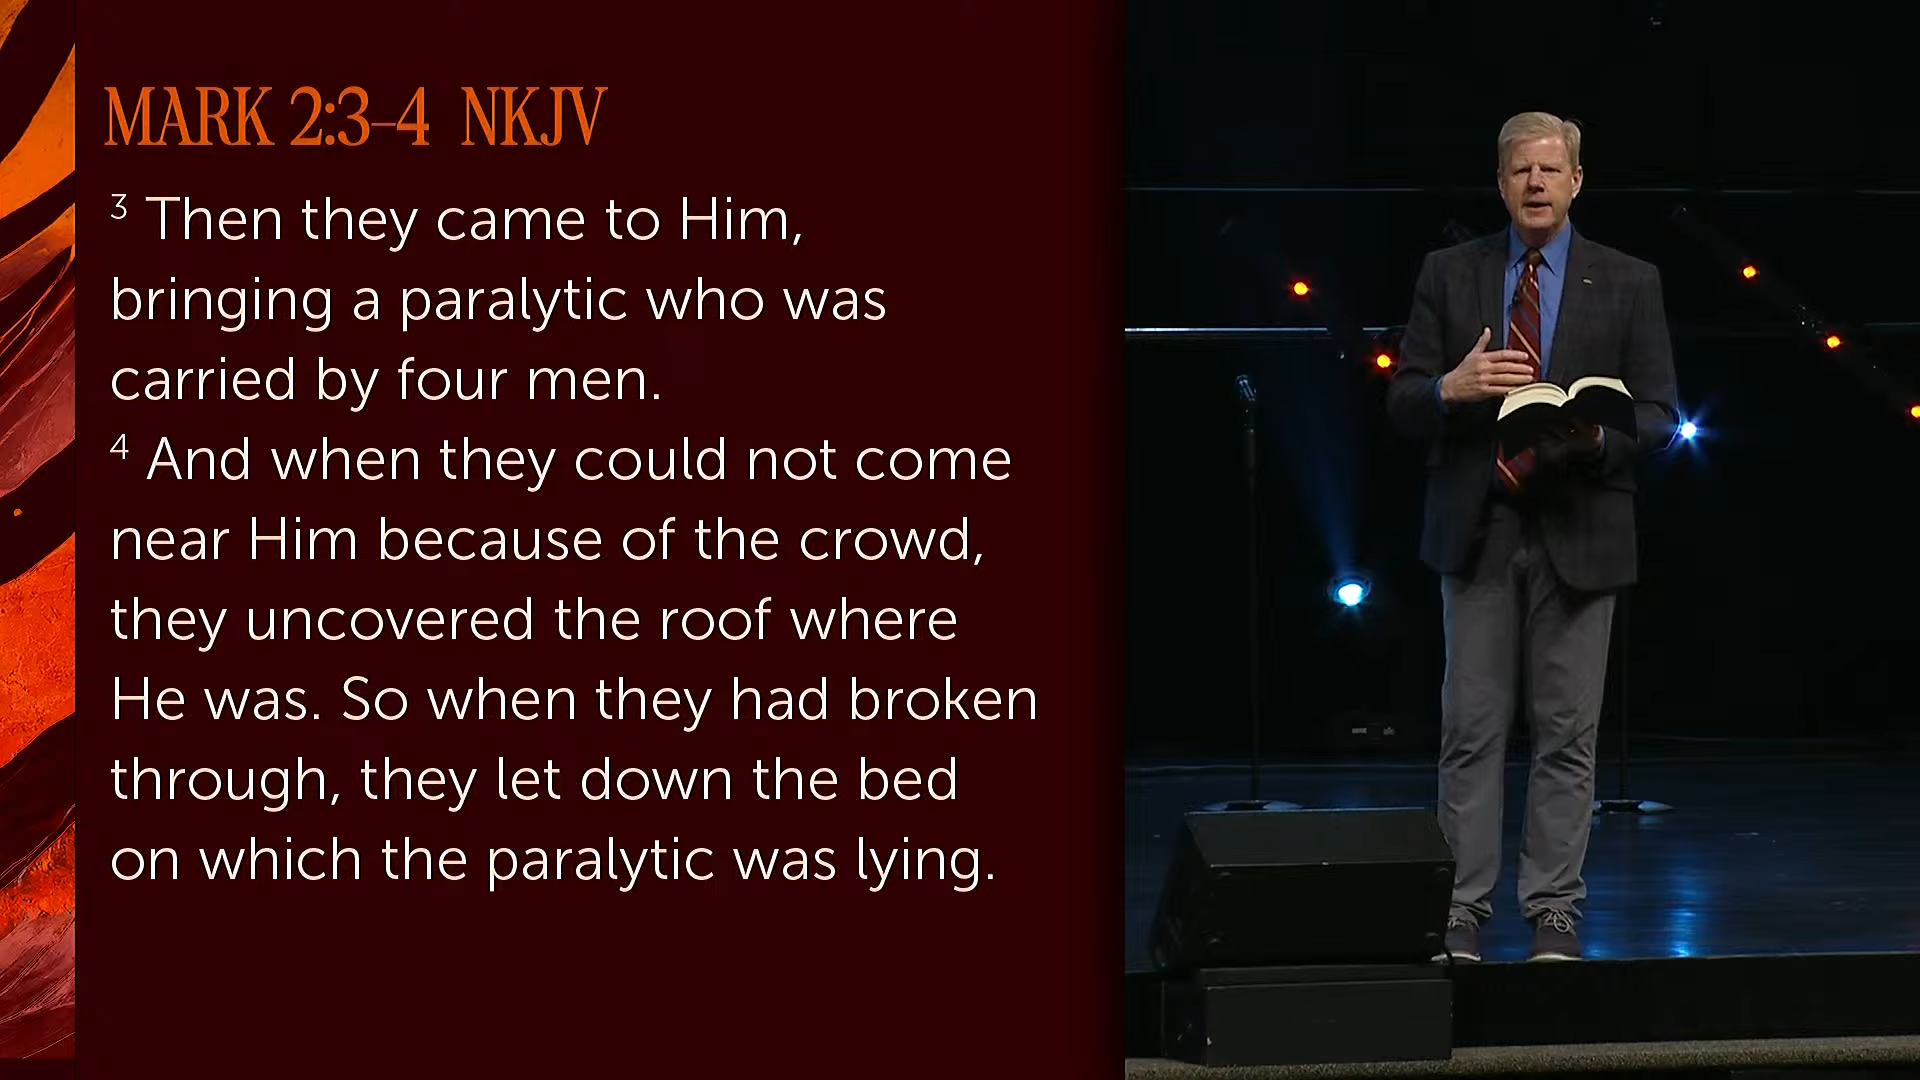 MARK 2:3–4 NKJV
3 Then they came to Him,
bringing a paralytic who was
carried by four men.
4 And when they could not come
near Him because of the crowd,
they uncovered the roof where
He was. So when they had broken
through, they let down the bed
on which the paralytic was lying.